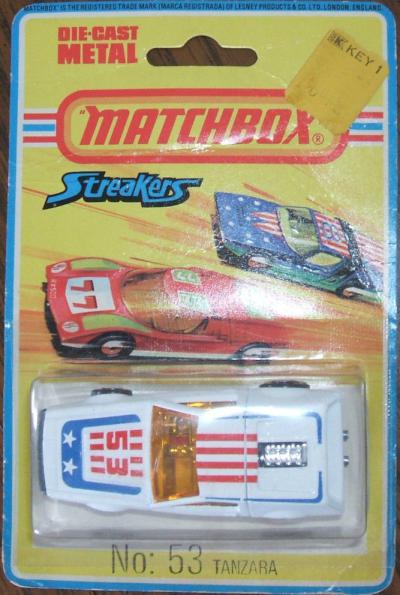 "MATCHBOX" IS THE REGISTERED TRADE MARK (MARCA REGISTRADA) OF LESNEY PRODUCTS & CO. LTD. LONDON, ENGLAND.
DIE-CAST
METAL
K KEY 1
"MATCHBOX®
Streakers
77
53
No: 53 TANZARA